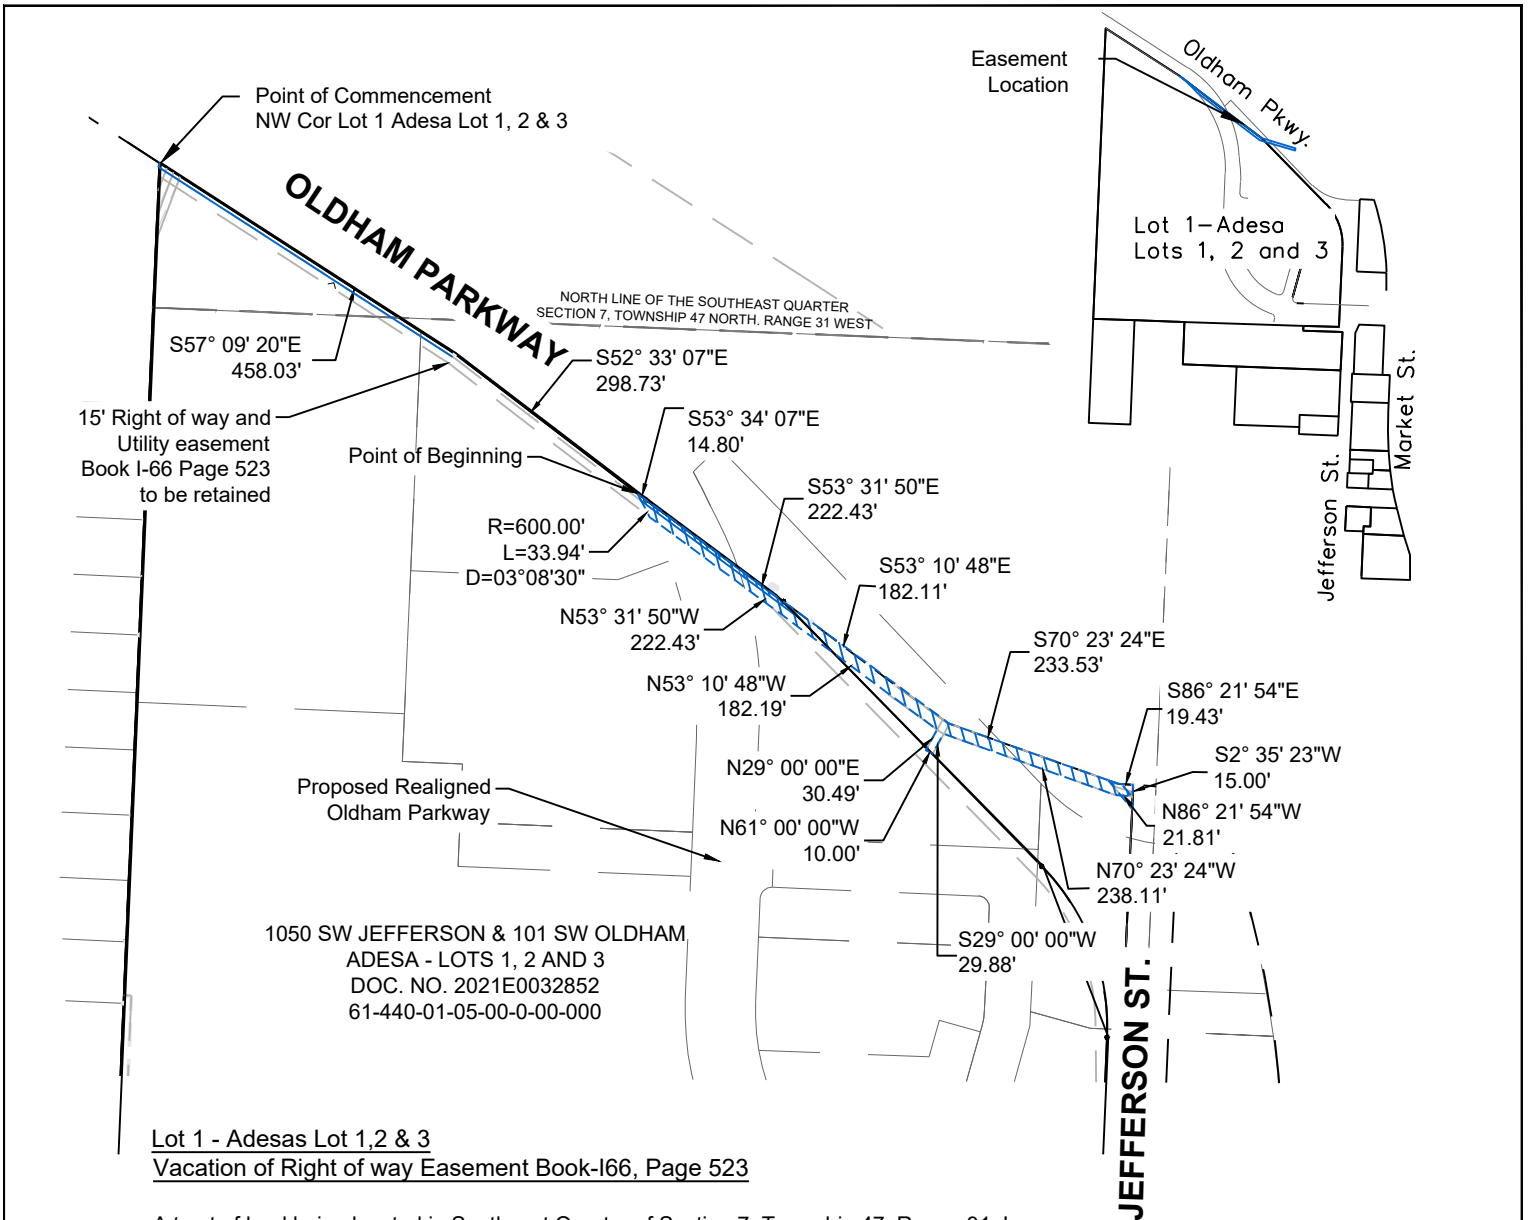 Point of Commencement
NW Cor Lot 1 Adesa Lot 1, 2 & 3
Easement
Location
Oldham Pkwy.
Lot 1-Adesa
Lots 1, 2 and 3
Market St.
Jefferson St.
OLDHAM PARKWAY
NORTH LINE OF THE SOUTHEAST QUARTER
SECTION 7, TOWNSHIP 47 NORTH. RANGE 31 WEST
S57° 09' 20"E
458.03'
S52° 33' 07"E
298.73'
15' Right of way and
Utility easement
Book I-66 Page 523
to be retained
Point of Beginning
S53° 34' 07"E
14.80'
S53° 31' 50"E
222.43'
R=600.00'
L=33.94'
D=03°08'30"
S53° 10' 48"E
182.11'
N53° 31' 50"W
222.43'
S70° 23' 24"E
233.53'
N53° 10' 48"W
182.19'
S86° 21' 54"E
19.43'
S2° 35' 23"W
15.00'
N29° 00' 00"E
30.49'
N86° 21' 54"W
21.81'
Proposed Realigned
Oldham Parkway
N61° 00' 00"W
10.00'
N70° 23' 24"W
238.11'
S29° 00' 00"W
29.88'
1050 SW JEFFERSON & 101 SW OLDHAM
ADESA - LOTS 1, 2 AND 3
DOC. NO. 2021E0032852
61-440-01-05-00-0-00-000
JEFFERSON ST.
Lot 1 - Adesas Lot 1,2 & 3
Vacation of Right of way Easement Book-I66, Page 523